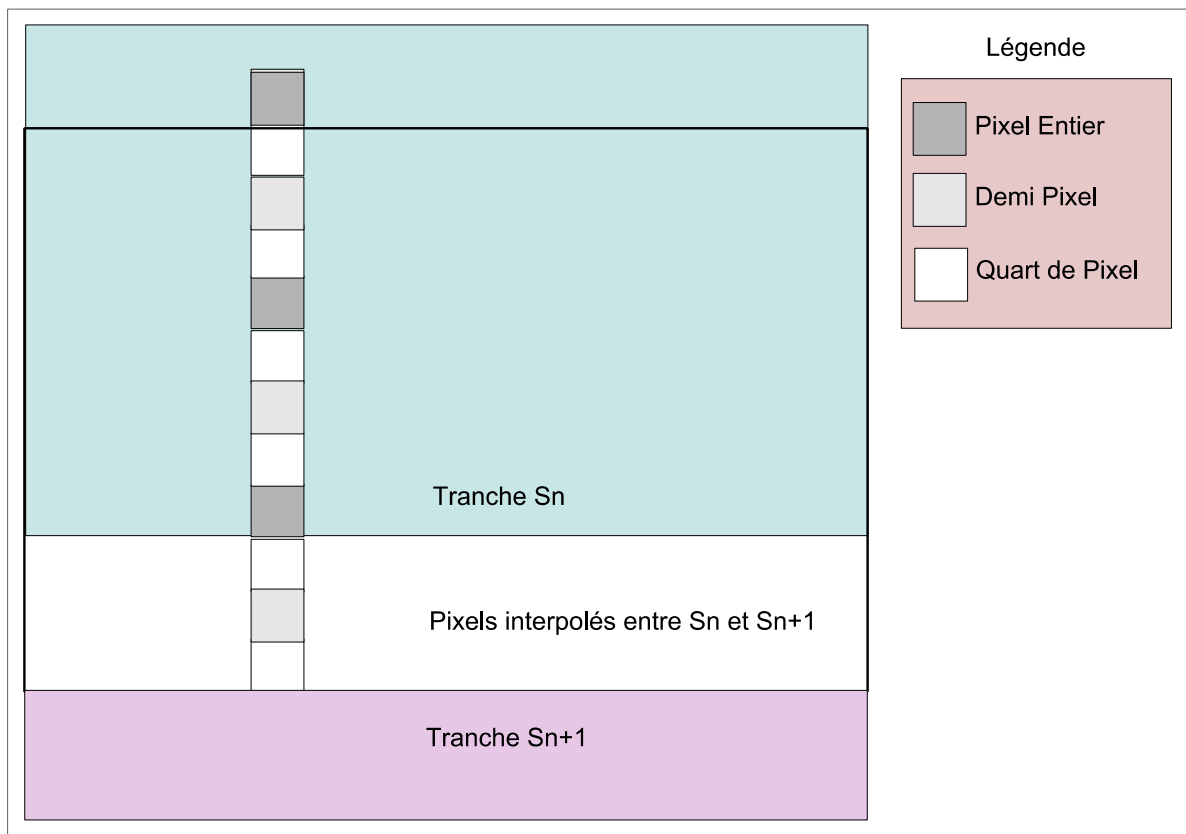 Légende
Pixel Entier
Demi Pixel
Quart de Pixel
Tranche Sn
Pixels interpolés entre Sn et Sn+1
Tranche Sn+1